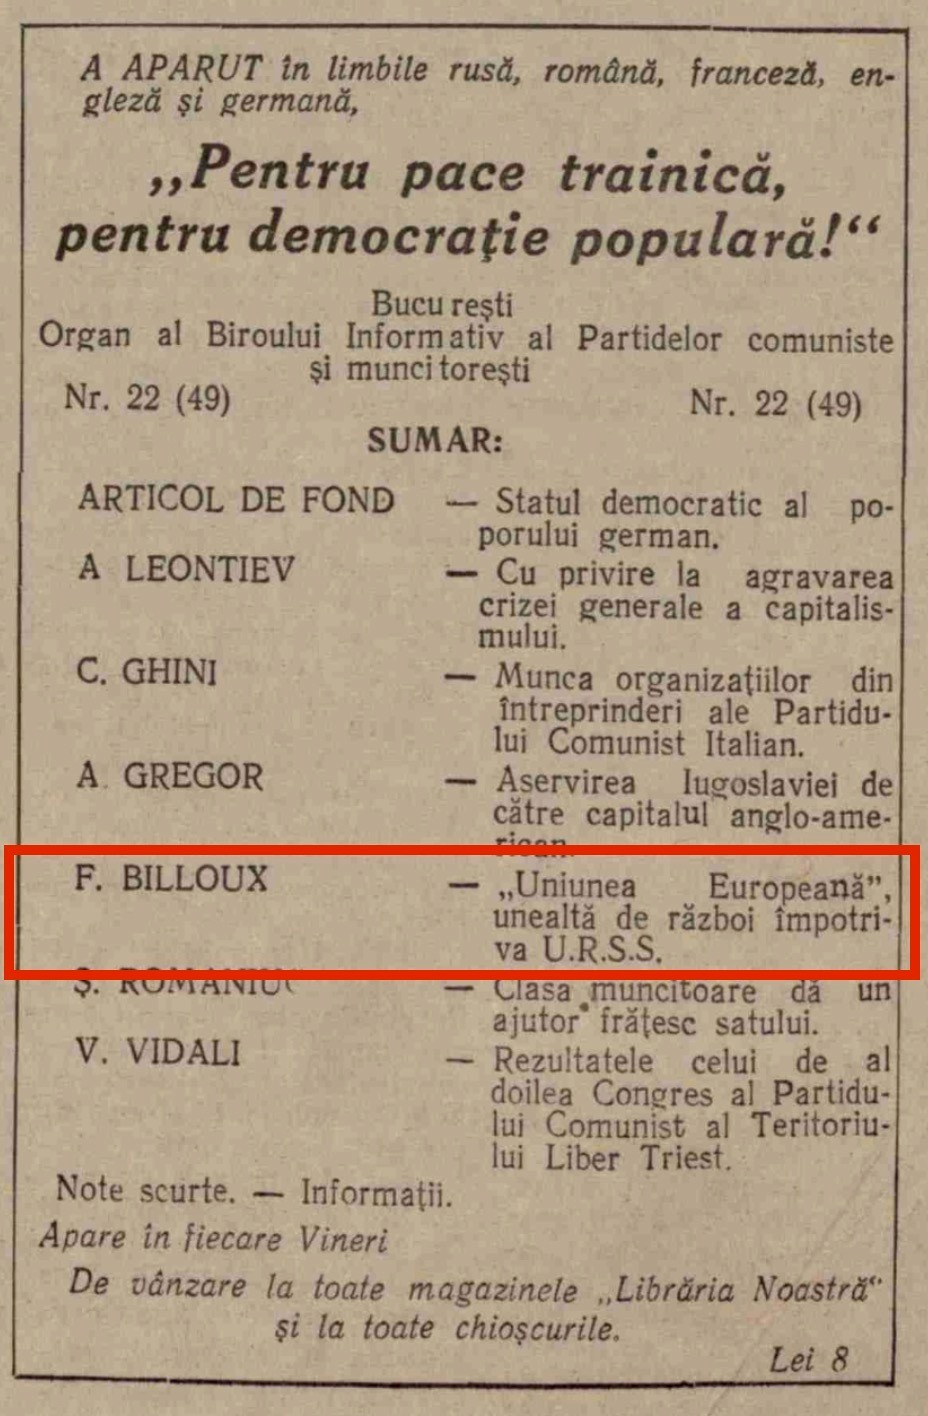 A APARUT în limbile rusă, română, franceză, en-
gleză și germană,
„Pentru pace trainică,
pentru democrație populară!“
Bucu rești
Organ al Biroului Informativ al Partidelor comuniste
și munci torești
Nr. 22 (49) Nr. 22 (49)
SUMAR:
ARTICOL DE FOND — Statul democratic al po-
porului german.
A LEONTIEV — Cu privire la agravarea
crizei generale a capitalis-
mului.
C. GHINI — Munca organizațiilor din
întreprinderi ale Partidu-
lui Comunist Italian.
A. GREGOR — Aservirea Iugoslaviei de
către capitalul anglo-ame-
rican.
F. BILLOUX — „Uniunea Europeană”,
unealtă de război împotri-
va U.R.S.S.
Ș. ROMANIUC — Clasa muncitoare dă un
ajutor frățesc satului.
V. VIDALI — Rezultatele celui de al
doilea Congres al Partidu-
lui Comunist al Teritoriu-
lui Liber Triest.
Note scurte. — Informații.
Apare în fiecare Vineri
De vânzare la toate magazinele „Librăria Noastră“
și la toate chioșcurile.
Lei 8